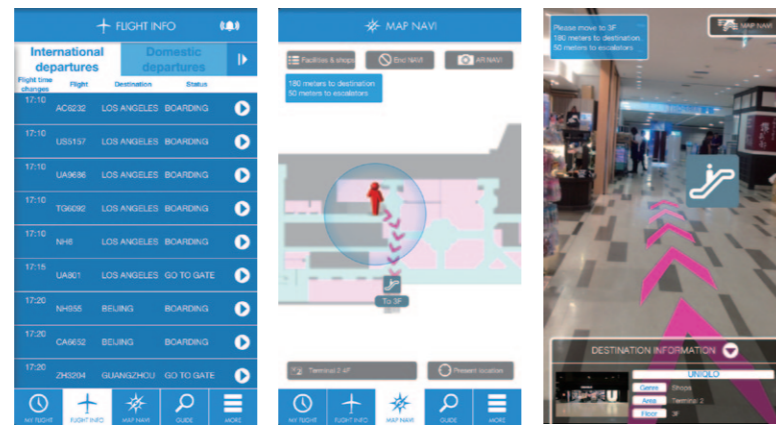 FLIGHT INFO
International departures
Domestic departures
Flight time changes
Flight
Destination
Status
17:10
AC6232 LOS ANGELES BOARDING
17:10
US5157 LOS ANGELES BOARDING
17:10
UA9686 LOS ANGELES BOARDING
17:10
TG6092 LOS ANGELES BOARDING
17:10
NH6 LOS ANGELES BOARDING
17:15
UA801 LOS ANGELES GO TO GATE
17:20
NH955 BEIJING BOARDING
17:20
CA6652 BEIJING BOARDING
17:20
ZH3204 GUANGZHOU GO TO GATE
MY FLIGHT
FLIGHT INFO
MAP NAVI
GUIDE
MORE
MAP NAVI
Facilities & shops
End NAVI
AR NAVI
180 meters to destination
50 meters to escalators
To 3F
Terminal 2 4F
Present location
MY FLIGHT
FLIGHT INFO
MAP NAVI
GUIDE
MORE
Please move to 3F
180 meters to destination
50 meters to escalators
MAP NAVI
DESTINATION INFORMATION
UNIQLO
Genre Shops
Area Terminal 2
Floor 3F